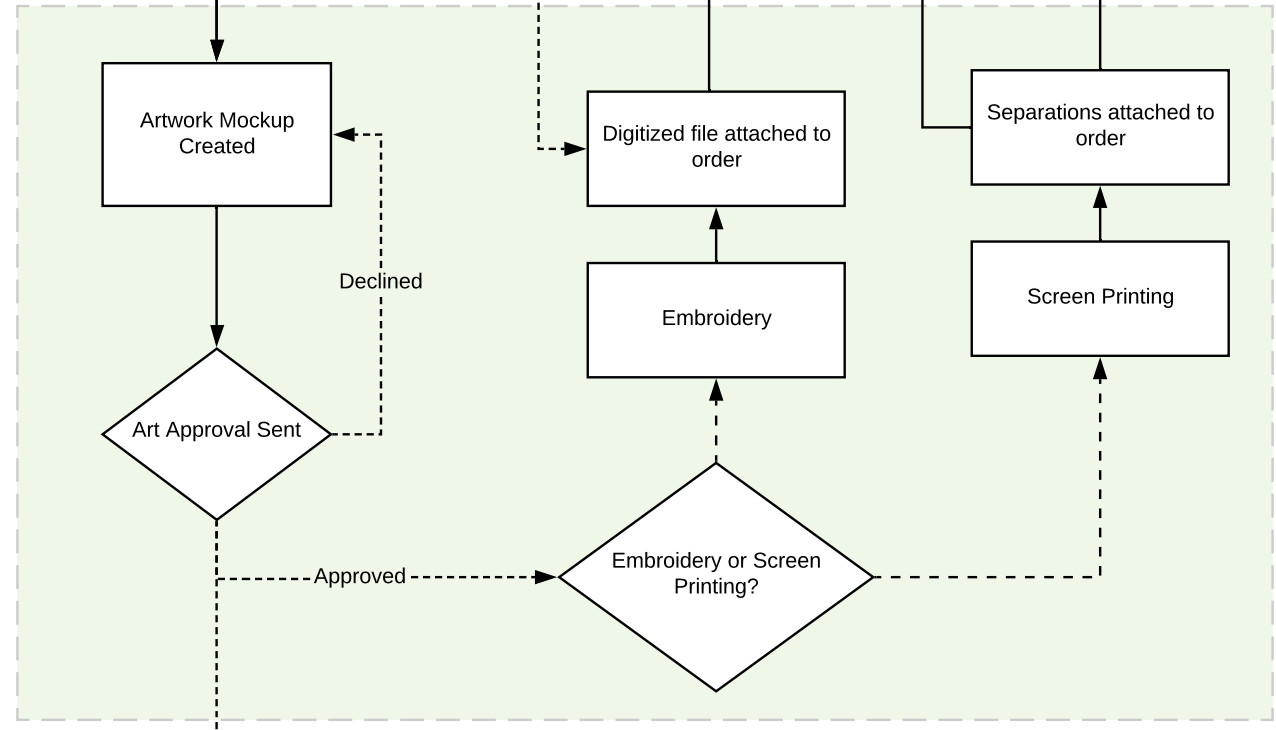 Artwork Mockup
Created
Digitized file attached to
order
Separations attached to
order
Declined
Embroidery
Screen Printing
Art Approval Sent
Approved
Embroidery or Screen
Printing?